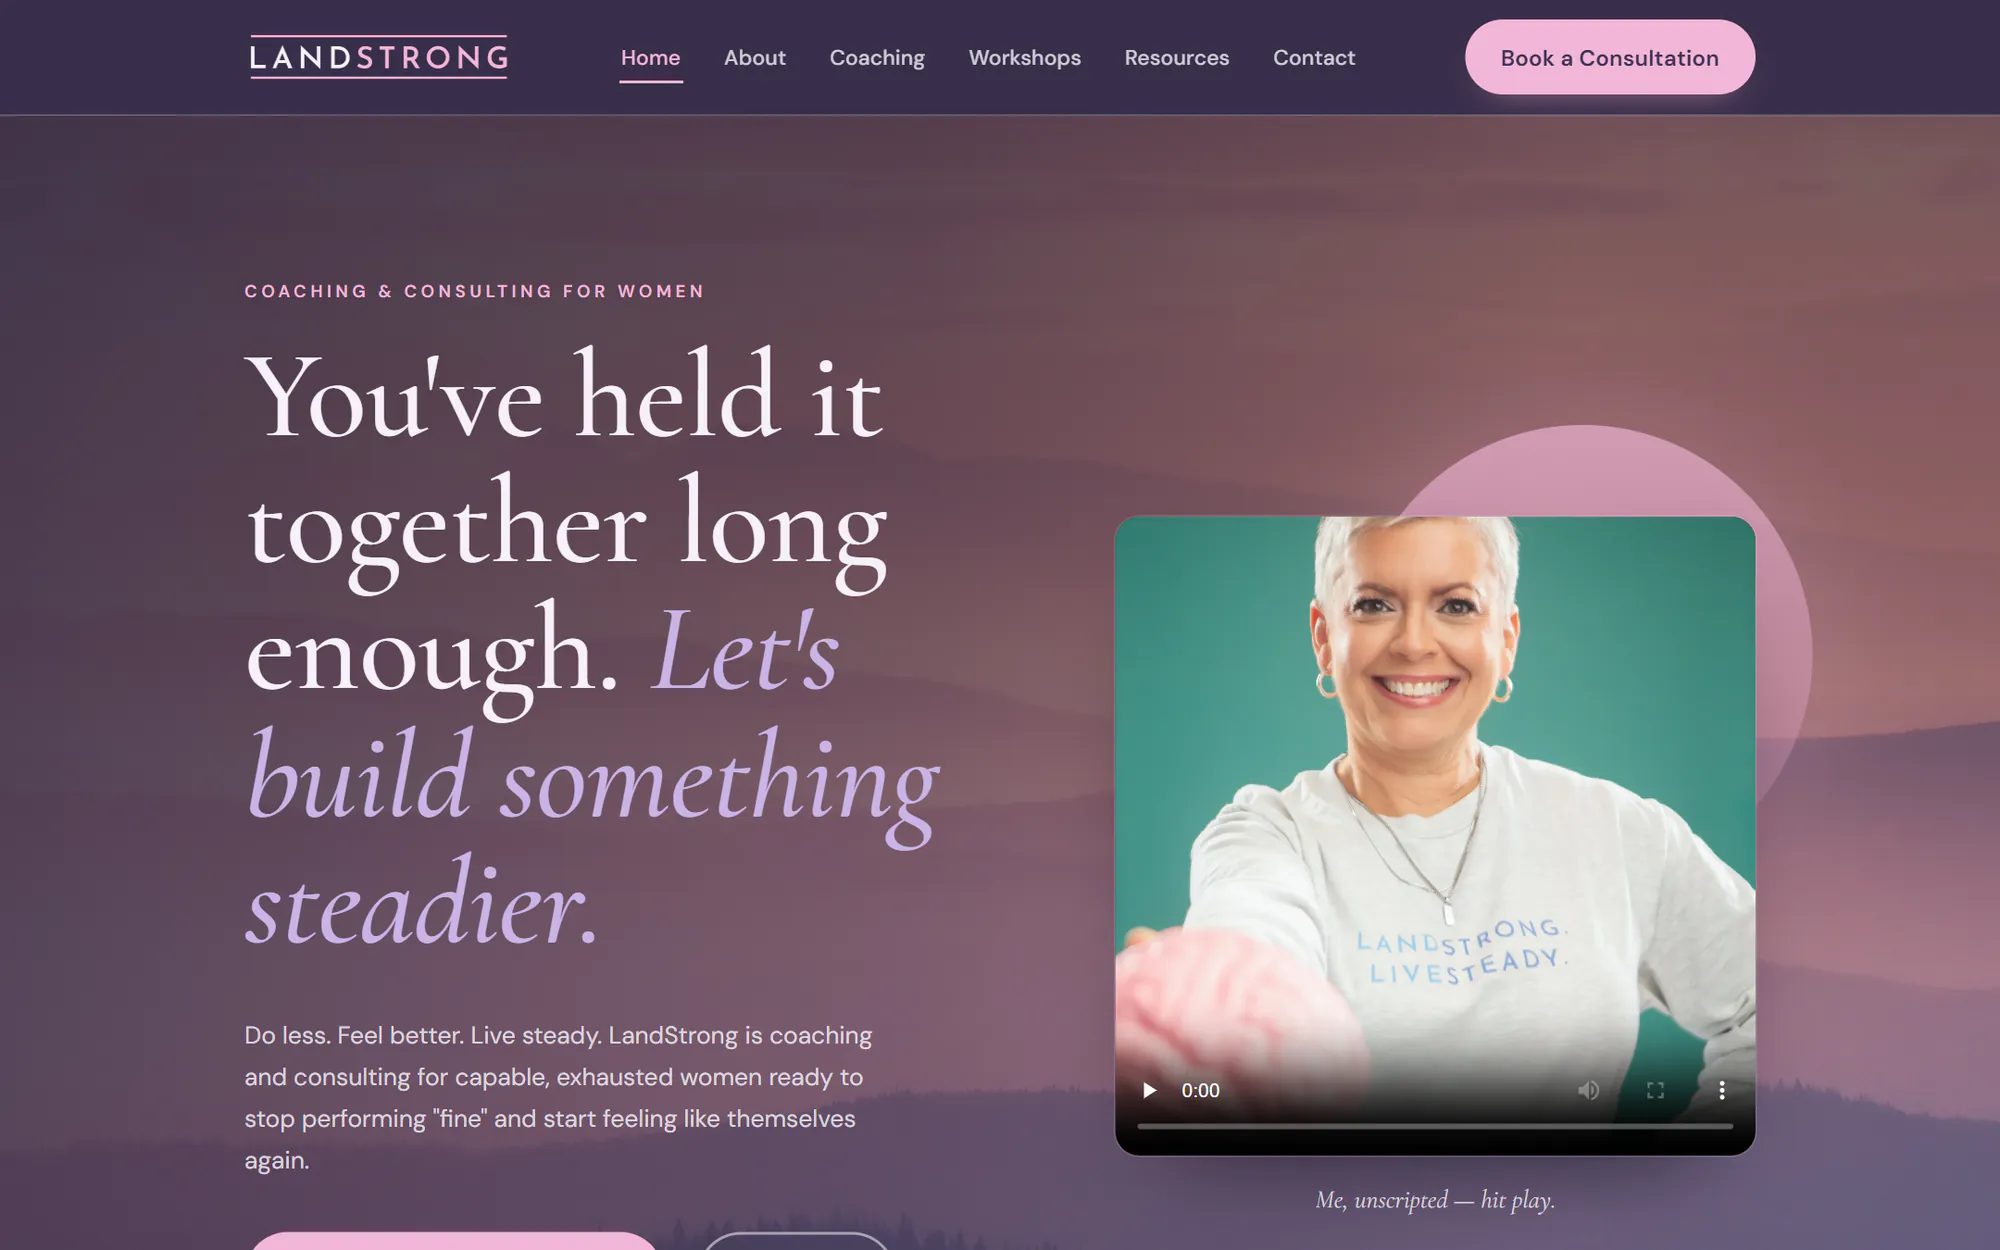 LANDSTRONG
Home
About
Coaching
Workshops
Resources
Contact
Book a Consultation
COACHING & CONSULTING FOR WOMEN
You've held it
together long
enough. Let's
build something
steadier.
Do less. Feel better. Live steady. LandStrong is coaching
and consulting for capable, exhausted women ready to
stop performing "fine" and start feeling like themselves
again.
LANDSTRONG.
LIVESTEADY.
0:00
Me, unscripted — hit play.